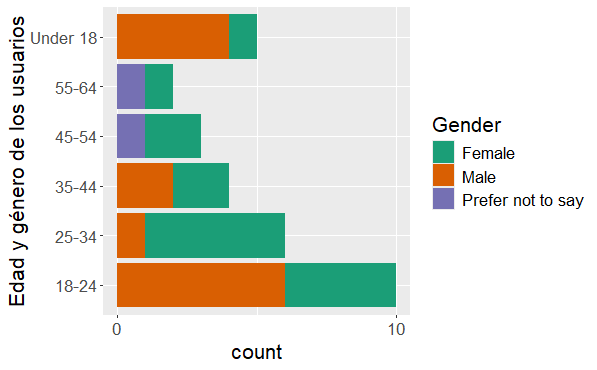 Edad y género de los usuarios
Under 18
55-64
45-54
35-44
25-34
18-24
0
10
count
Gender
Female
Male
Prefer not to say